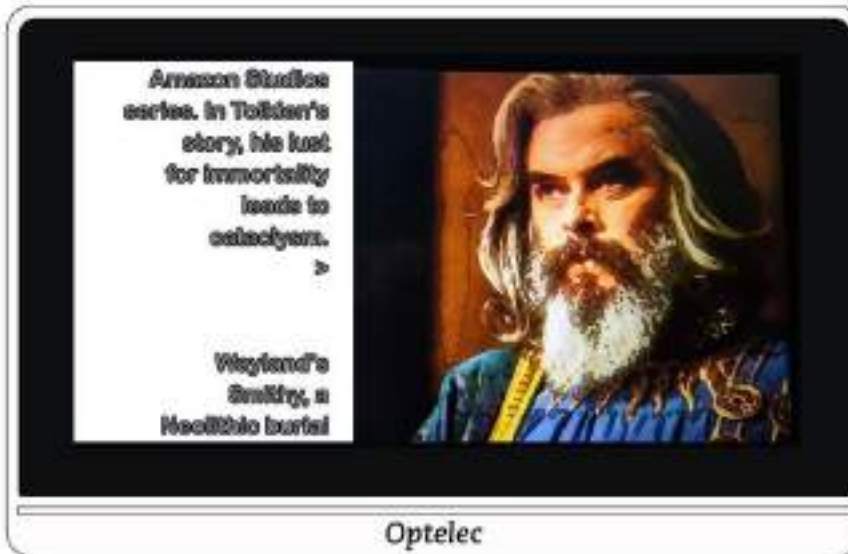 Amazon Studios
series. In Tolkien's
story, his lust
for immortality
leads to
cataclysm.
>
Wayland's
Smithy, a
Neolithic burial
Optelec